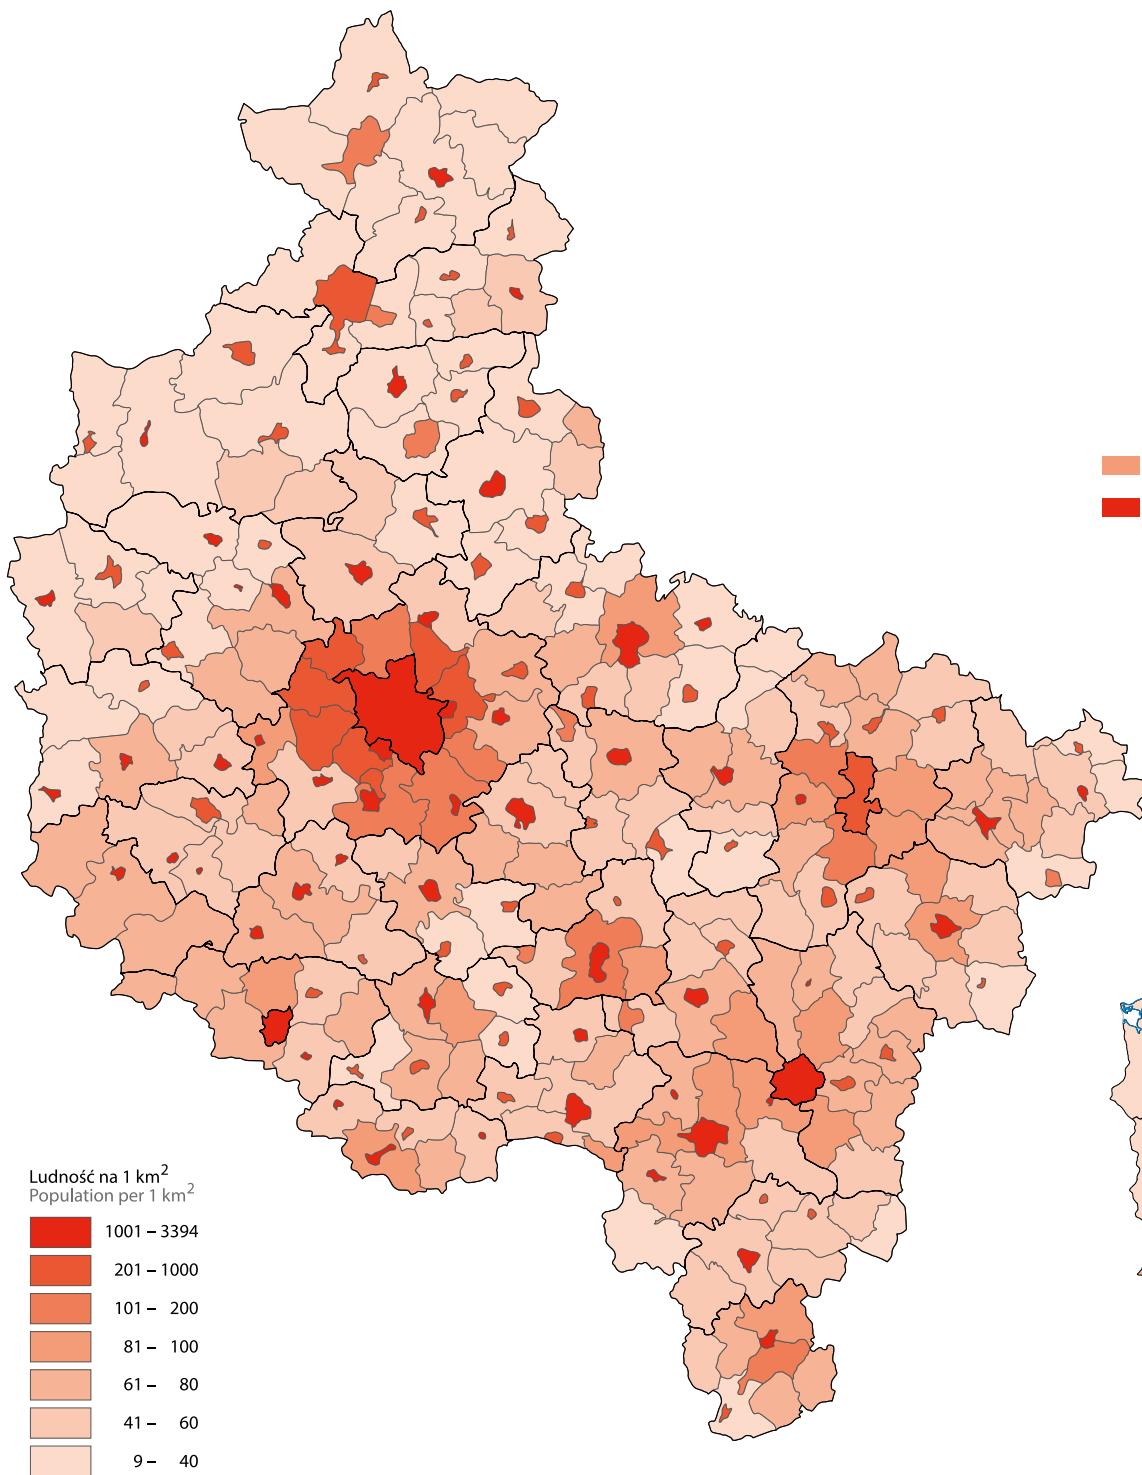 Ludność na 1 km²
Population per 1 km²
1001 – 3394
201 – 1000
101 – 200
81 – 100
61 – 80
41 – 60
9 – 40